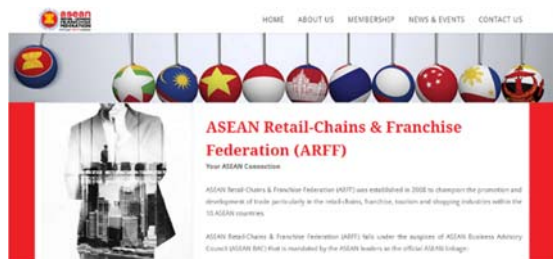 asean
RETAIL-CHAINS &
FRANCHISE
FEDERATION
HOME ABOUT US MEMBERSHIP NEWS & EVENTS CONTACT US
ASEAN Retail-Chains & Franchise
Federation (ARFF)
Your ASEAN Connection
ASEAN Retail-Chains & Franchise Federation (ARFF) was established in 2008 to champion the promotion and
development of trade particularly in the retail-chains, franchise, tourism and shopping industries within the
10 ASEAN countries.
ASEAN Retail-Chains & Franchise Federation (ARFF) falls under the auspices of ASEAN Business Advisory
Council (ASEAN BAC) that is mandated by the ASEAN leaders as the official ASEAN linkage: